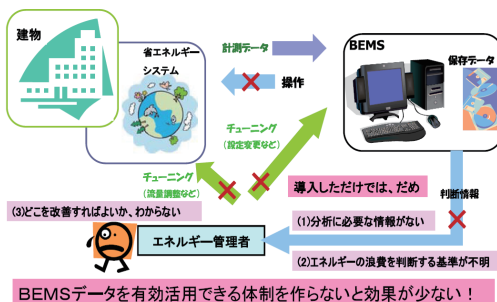 建物
省エネルギー
システム
計測データ
操作
BEMS
保存データ
チューニング
(設定変更など)
チューニング
(流量調整など)
導入しただけでは、だめ
判断情報
(3)どこを改善すればよいか、わからない
(1)分析に必要な情報がない
エネルギー管理者
(2)エネルギーの浪費を判断する基準が不明
BEMSデータを有効活用できる体制を作らないと効果が少ない！